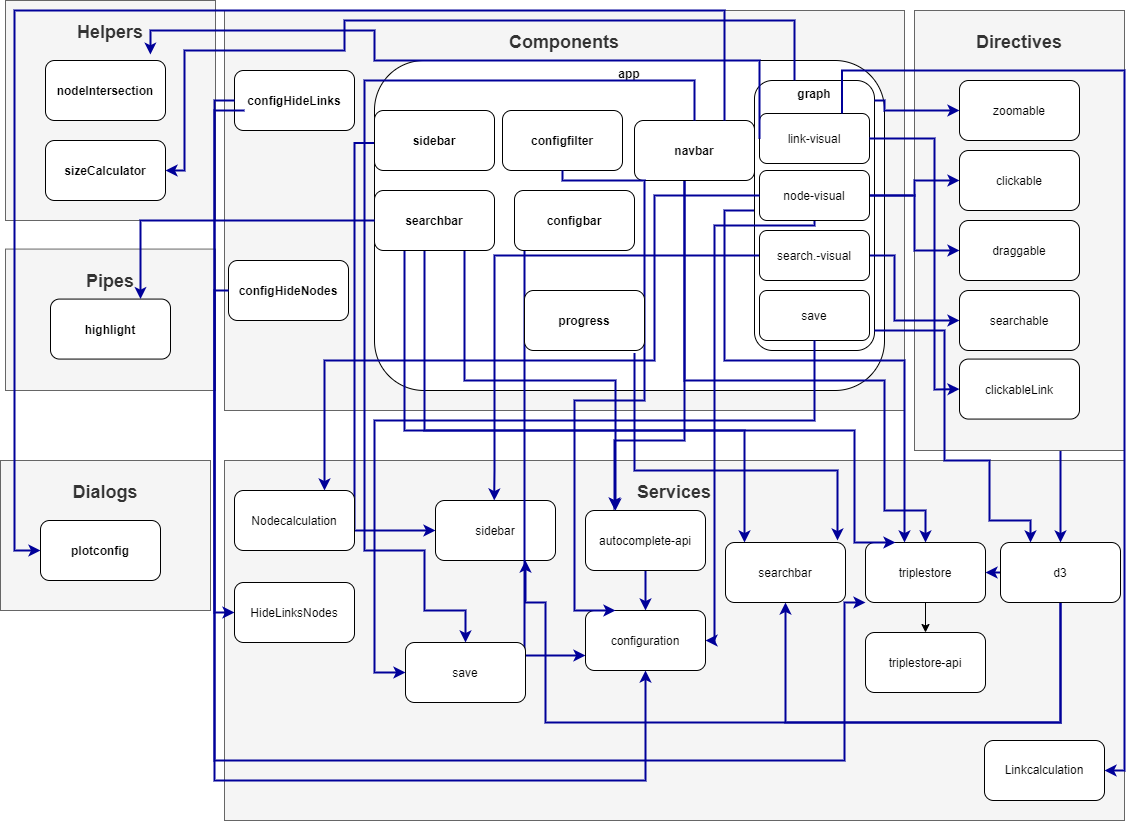 Helpers
nodeIntersection
sizeCalculator
Pipes
highlight
Dialogs
plotconfig
Components
configHideLinks
configHideNodes
app
sidebar
configfilter
navbar
searchbar
configbar
progress
graph
link-visual
node-visual
search.-visual
save
Directives
zoomable
clickable
draggable
searchable
clickableLink
Services
Nodecalculation
sidebar
autocomplete-api
searchbar
triplestore
d3
HideLinksNodes
save
configuration
triplestore-api
Linkcalculation